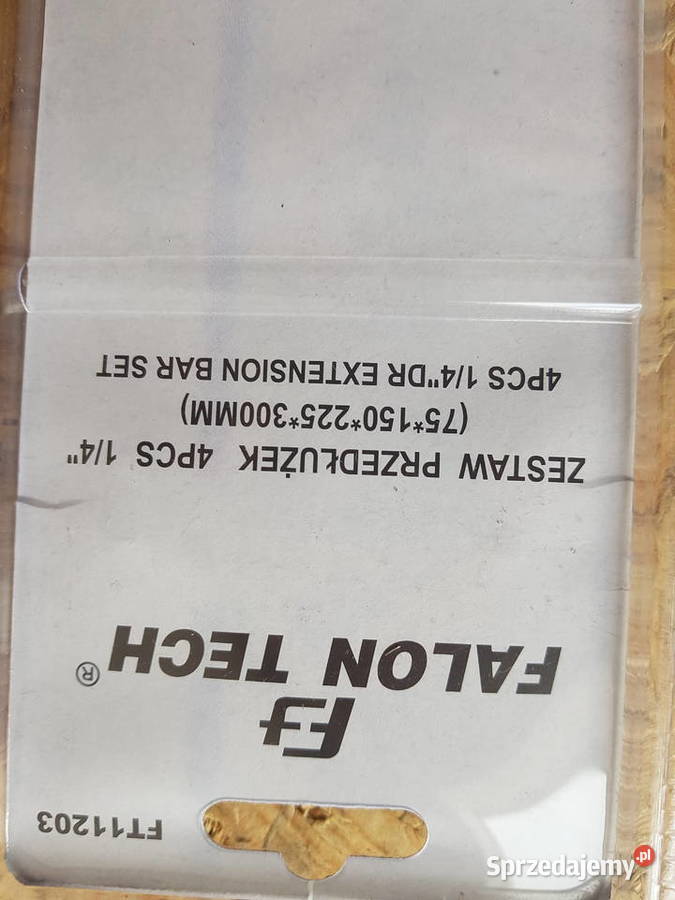 FT11203
FALON TECH®
ZESTAW PRZEDŁUŻEK 4PCS 1/4"
(75*150*225*300MM)
4PCS 1/4"DR EXTENSION BAR SET
Sprzedajemy.pl